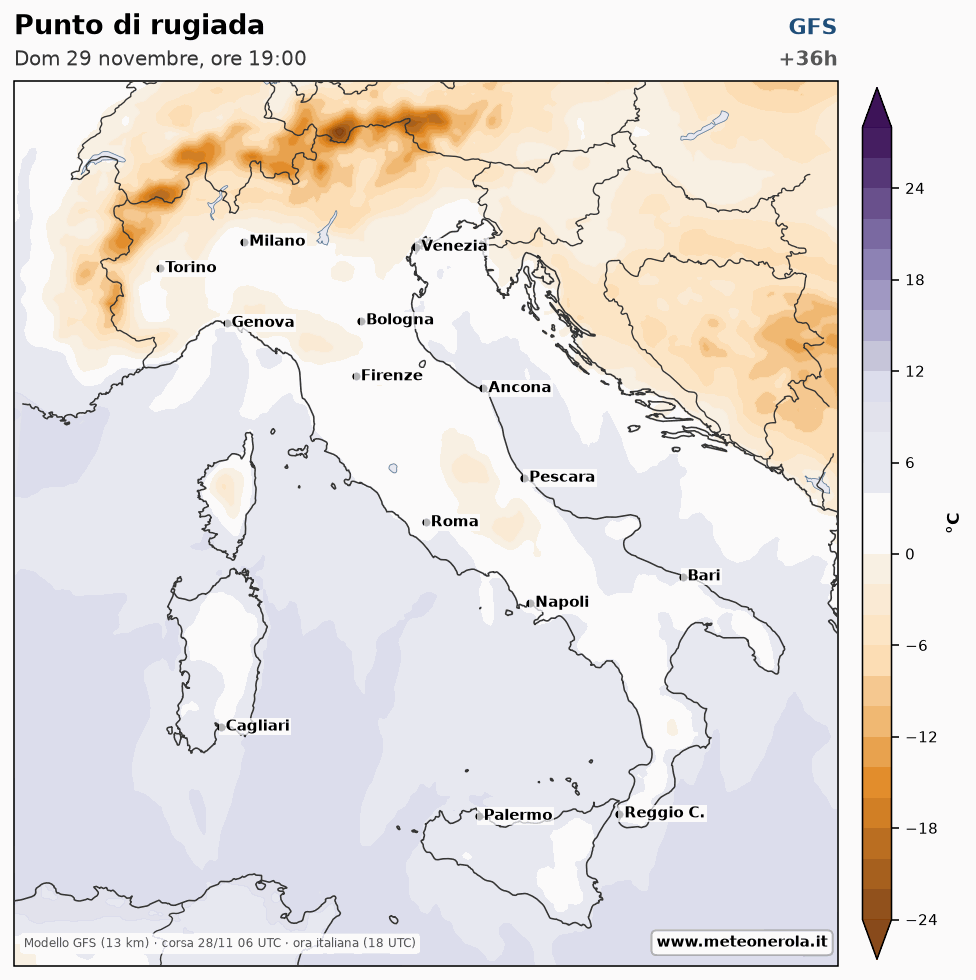 Punto di rugiada
GFS
Dom 29 novembre, ore 19:00
+36h
Milano
Venezia
Torino
Genova
Bologna
Firenze
Ancona
Pescara
Roma
Bari
Napoli
Cagliari
Palermo
Reggio C.
24
18
12
6
0
−6
−12
−18
−24
°C
Modello GFS (13 km) · corsa 28/11 06 UTC · ora italiana (18 UTC)
www.meteonerola.it